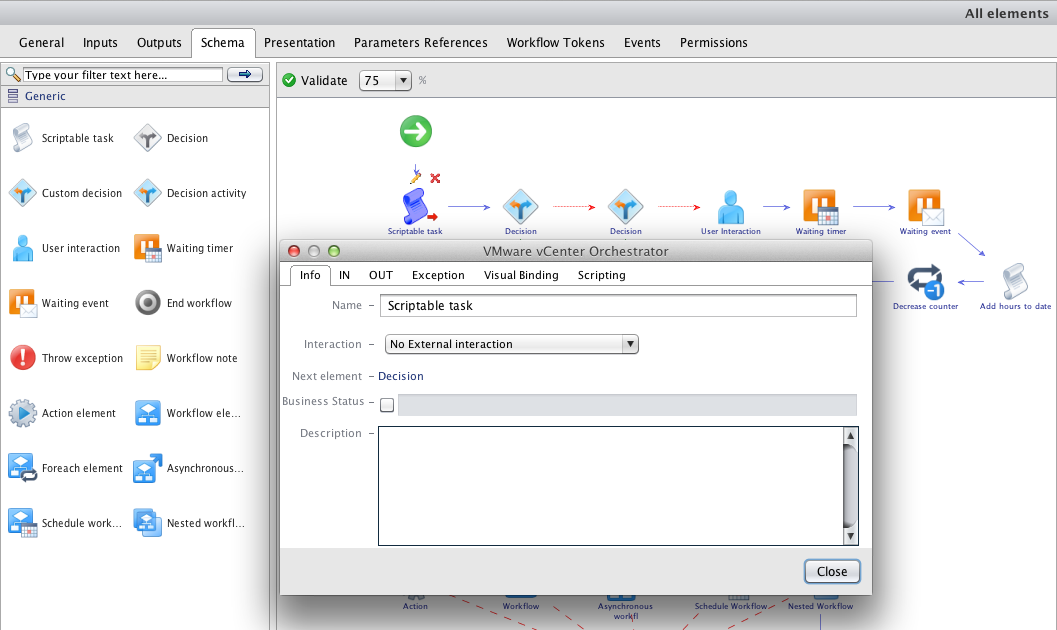 All elements
General Inputs Outputs Schema Presentation Parameters References Workflow Tokens Events Permissions
Type your filter text here...
Validate 75 %
Generic
Scriptable task Decision
Custom decision Decision activity
User interaction Waiting timer
Waiting event End workflow
Throw exception Workflow note
Action element Workflow ele...
Foreach element Asynchronous...
Schedule work... Nested workfl...
Scriptable task Decision Decision User Interaction Waiting timer Waiting event
-1
Decrease counter Add hours to date
VMware vCenter Orchestrator
Info IN OUT Exception Visual Binding Scripting
Name – Scriptable task
Interaction – No External interaction
Next element – Decision
Business Status –
Description –
Close
Action Workflow Asynchronous Schedule Workflow Nested Workflow
workfl